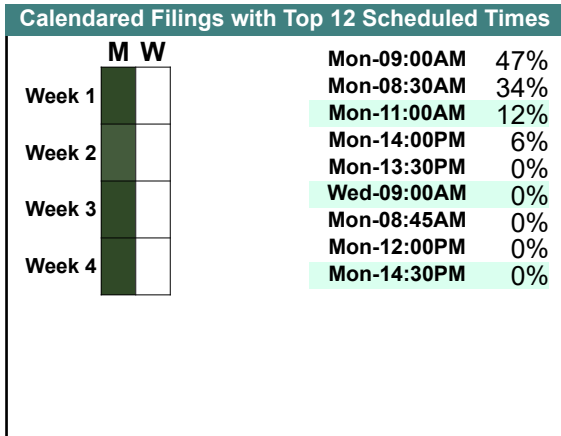 Calendared Filings with Top 12 Scheduled Times
M W
Week 1
Week 2
Week 3
Week 4
Mon-09:00AM 47%
Mon-08:30AM 34%
Mon-11:00AM 12%
Mon-14:00PM 6%
Mon-13:30PM 0%
Wed-09:00AM 0%
Mon-08:45AM 0%
Mon-12:00PM 0%
Mon-14:30PM 0%